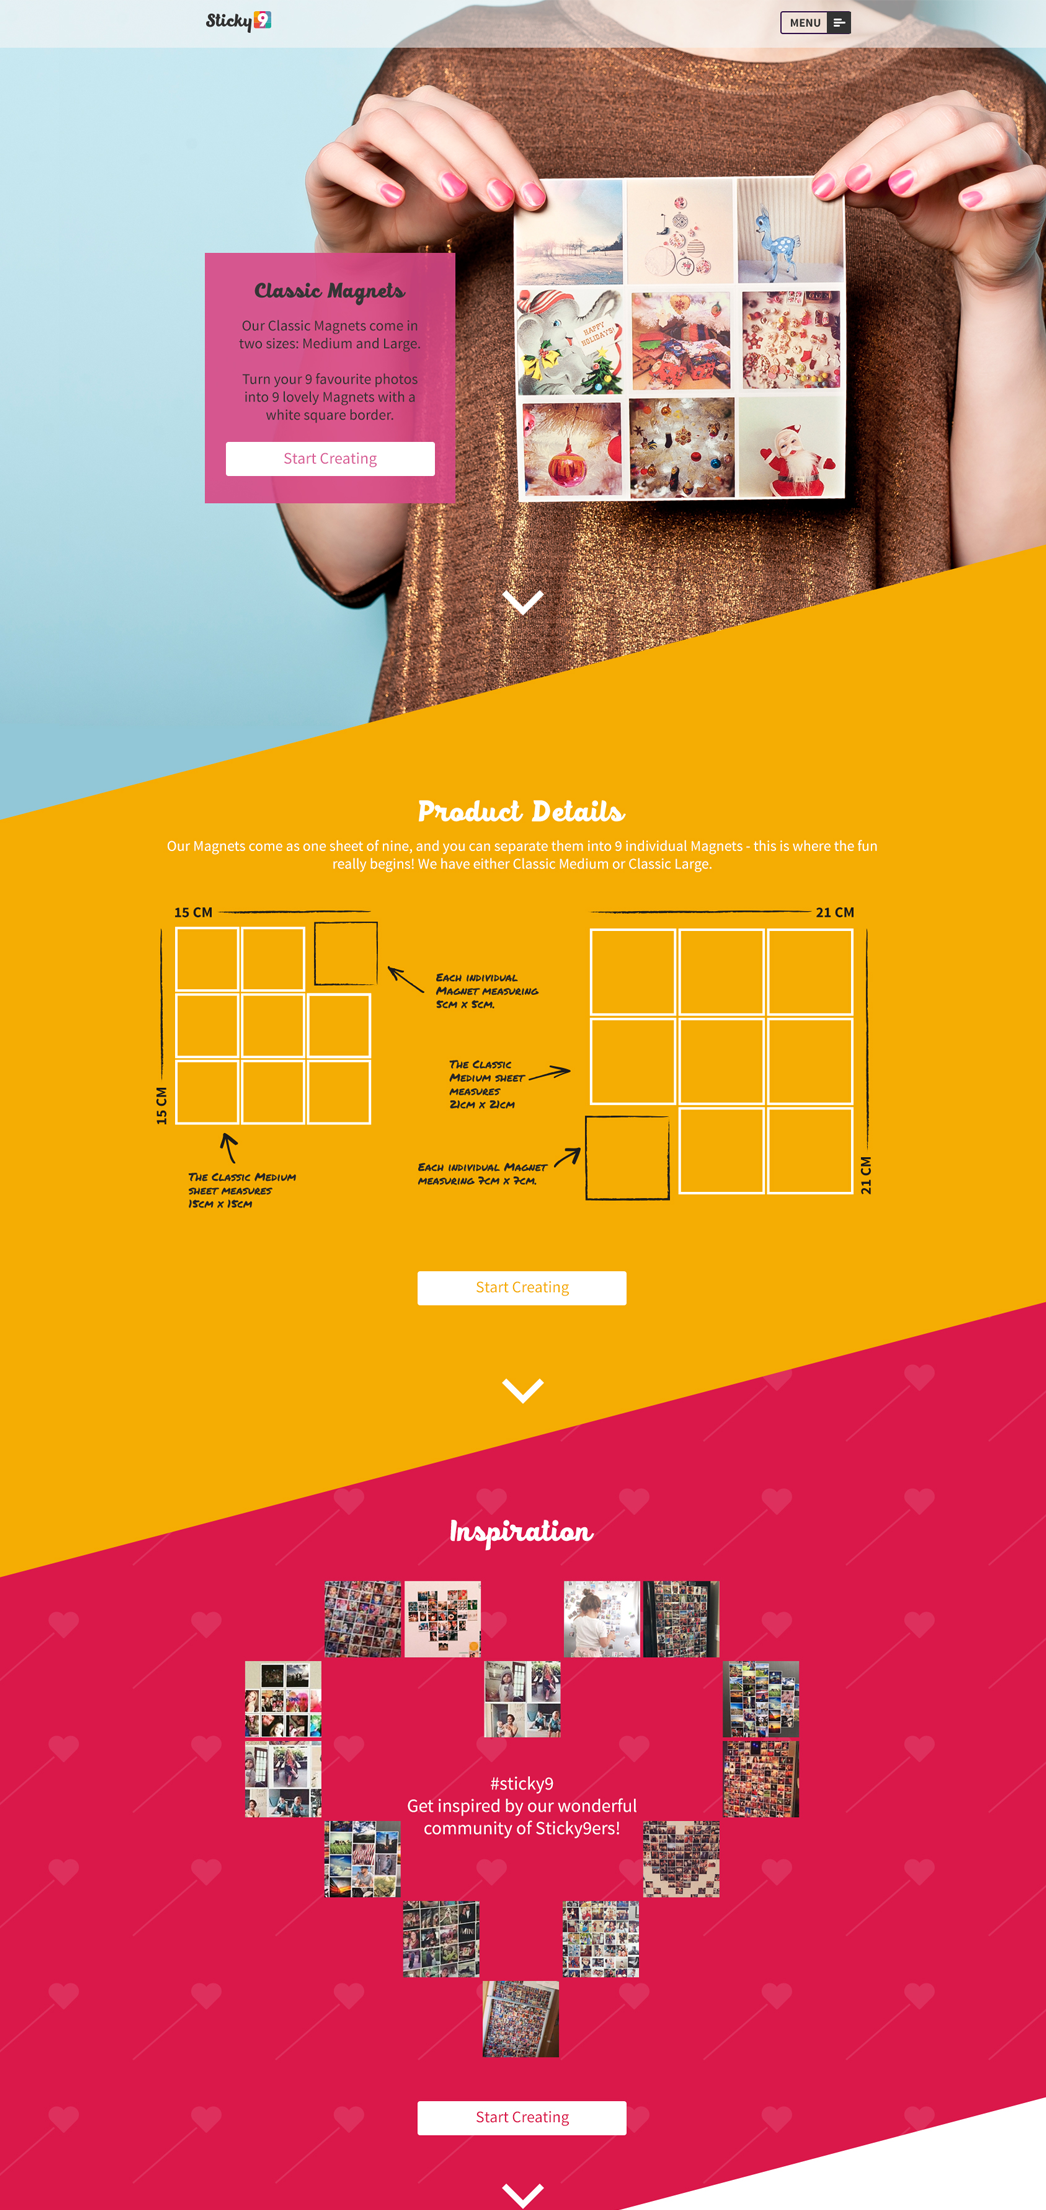 Sticky9
MENU
Classic Magnets
Our Classic Magnets come in
two sizes: Medium and Large.
Turn your 9 favourite photos
into 9 lovely Magnets with a
white square border.
Start Creating
HAPPY
HOLIDAYS!
Product Details
Our Magnets come as one sheet of nine, and you can separate them into 9 individual Magnets - this is where the fun
really begins! We have either Classic Medium or Classic Large.
15 CM
15 CM
Each individual
Magnet measuring
5cm x 5cm.
The Classic Medium
sheet measures
15cm x 15cm
21 CM
21 CM
The Classic
Medium sheet
measures
21cm x 21cm
Each individual Magnet
measuring 7cm x 7cm.
Start Creating
Inspiration
#sticky9
Get inspired by our wonderful
community of Sticky9ers!
MINI
Start Creating